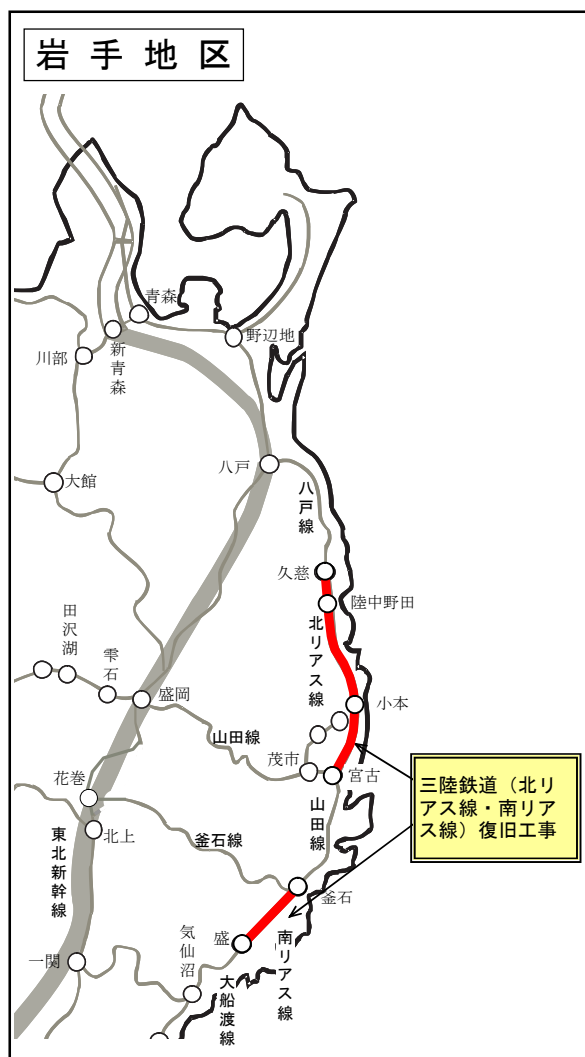 岩手地区
青森
新青森
野辺地
川部
八戸
大館
八戸線
久慈
陸中野田
北リアス線
田沢湖
雫石
盛岡
小本
山田線
茂市
宮古
三陸鉄道（北リ
アス線・南リア
ス線）復旧工事
花巻
山田線
北上
釜石線
東北新幹線
釜石
気仙沼
盛
南リアス線
一関
大船渡線